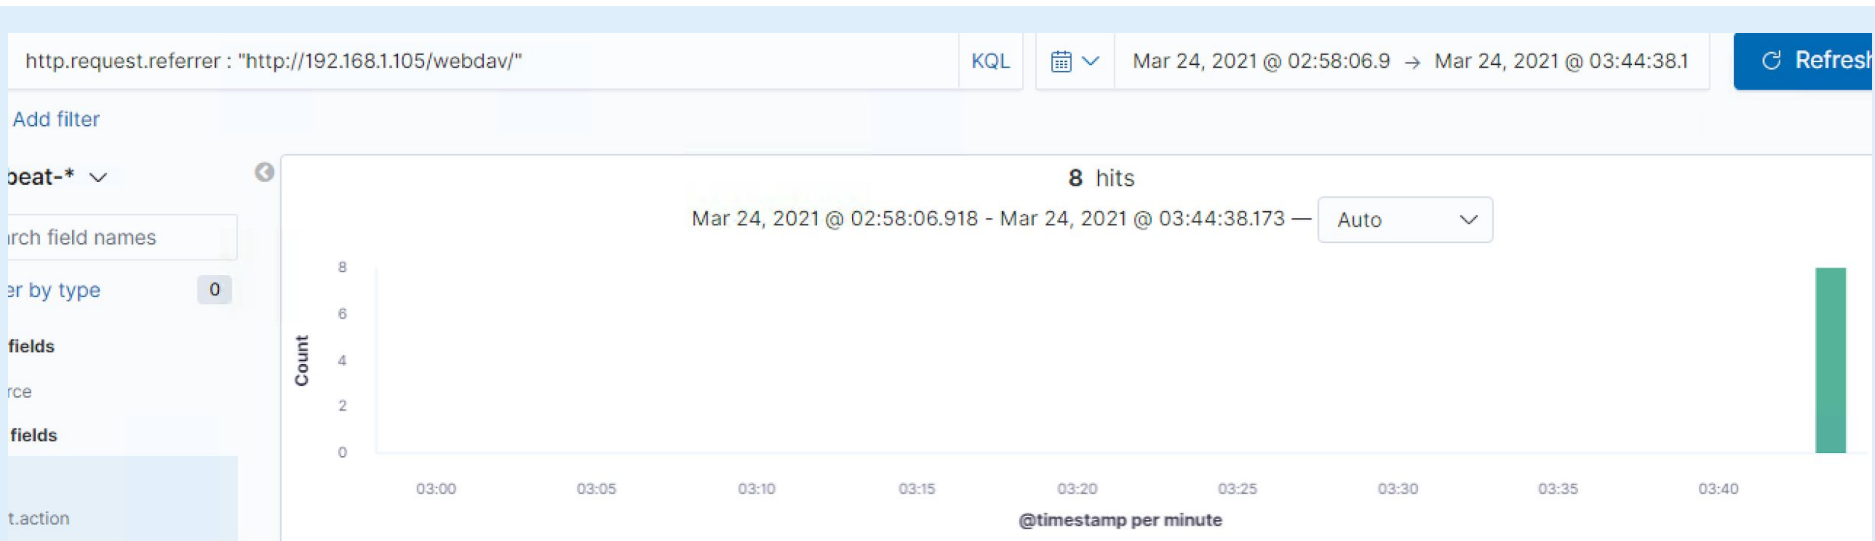 http.request.referrer : "http://192.168.1.105/webdav/" KQL Mar 24, 2021 @ 02:58:06.9 → Mar 24, 2021 @ 03:44:38.1 Refresh
Add filter
beat-*
8 hits
Mar 24, 2021 @ 02:58:06.918 - Mar 24, 2021 @ 03:44:38.173 — Auto
rch field names
er by type 0
fields
rce
fields
t.action
Count
8
6
4
2
0
03:00 03:05 03:10 03:15 03:20 03:25 03:30 03:35 03:40
@timestamp per minute